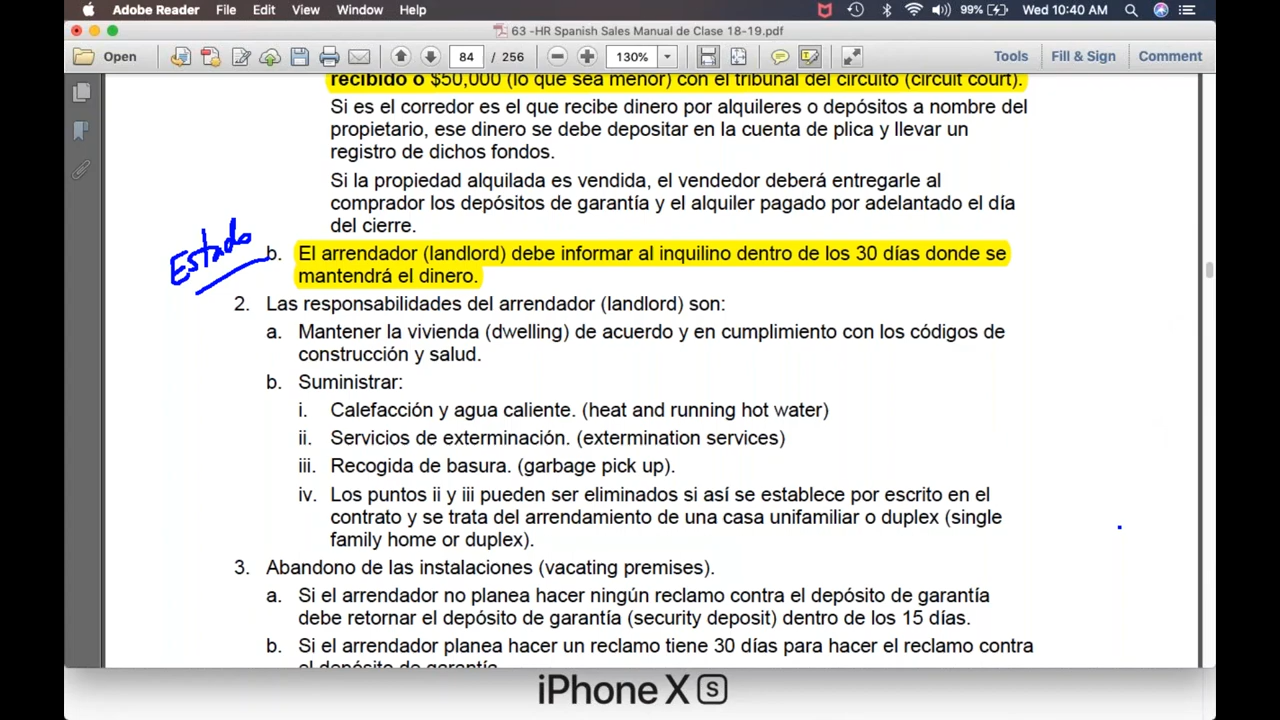 Adobe Reader File Edit View Window Help 99% Wed 10:40 AM
63 -HR Spanish Sales Manual de Clase 18-19.pdf
Open 84 / 256 130% Tools Fill & Sign Comment
recibido o $50,000 (lo que sea menor) con el tribunal del circuito (circuit court).
Si es el corredor es el que recibe dinero por alquileres o depósitos a nombre del
propietario, ese dinero se debe depositar en la cuenta de plica y llevar un
registro de dichos fondos.
Si la propiedad alquilada es vendida, el vendedor deberá entregarle al
comprador los depósitos de garantía y el alquiler pagado por adelantado el día
del cierre.
Estado
b. El arrendador (landlord) debe informar al inquilino dentro de los 30 días donde se
mantendrá el dinero.
2. Las responsabilidades del arrendador (landlord) son:
a. Mantener la vivienda (dwelling) de acuerdo y en cumplimiento con los códigos de
construcción y salud.
b. Suministrar:
i. Calefacción y agua caliente. (heat and running hot water)
ii. Servicios de exterminación. (extermination services)
iii. Recogida de basura. (garbage pick up).
iv. Los puntos ii y iii pueden ser eliminados si así se establece por escrito en el
contrato y se trata del arrendamiento de una casa unifamiliar o duplex (single
family home or duplex).
3. Abandono de las instalaciones (vacating premises).
a. Si el arrendador no planea hacer ningún reclamo contra el depósito de garantía
debe retornar el depósito de garantía (security deposit) dentro de los 15 días.
b. Si el arrendador planea hacer un reclamo tiene 30 días para hacer el reclamo contra
el depósito de garantía
iPhone XS